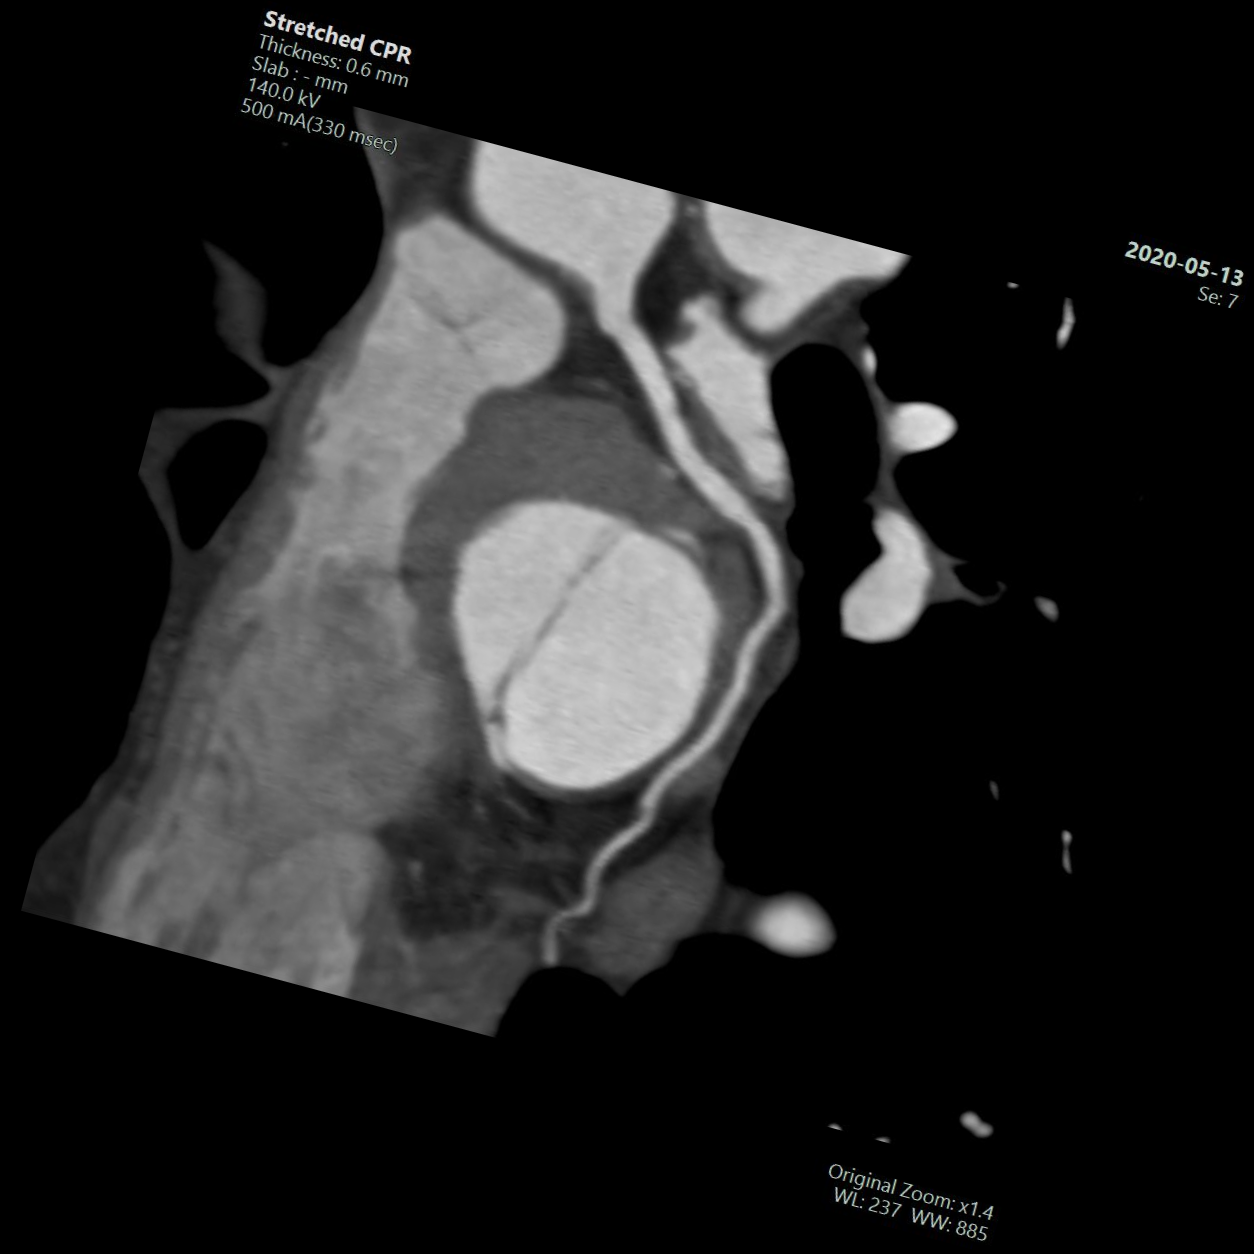 Stretched CPR
Thickness: 0.6 mm
Slab : - mm
140.0 kV
500 mA(330 msec)
2020-05-13
Se: 7
Original Zoom: x1.4
WL: 237 WW: 885